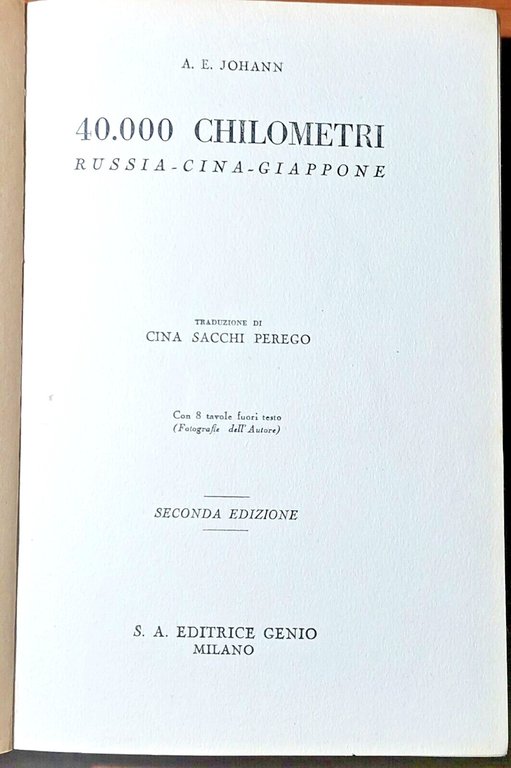 A. E. JOHANN
40.000 CHILOMETRI
RUSSIA-CINA-GIAPPONE
TRADUZIONE DI
CINA SACCHI PEREGO
Con 8 tavole fuori testo
(Fotografie dell'Autore)
SECONDA EDIZIONE
S. A. EDITRICE GENIO
MILANO